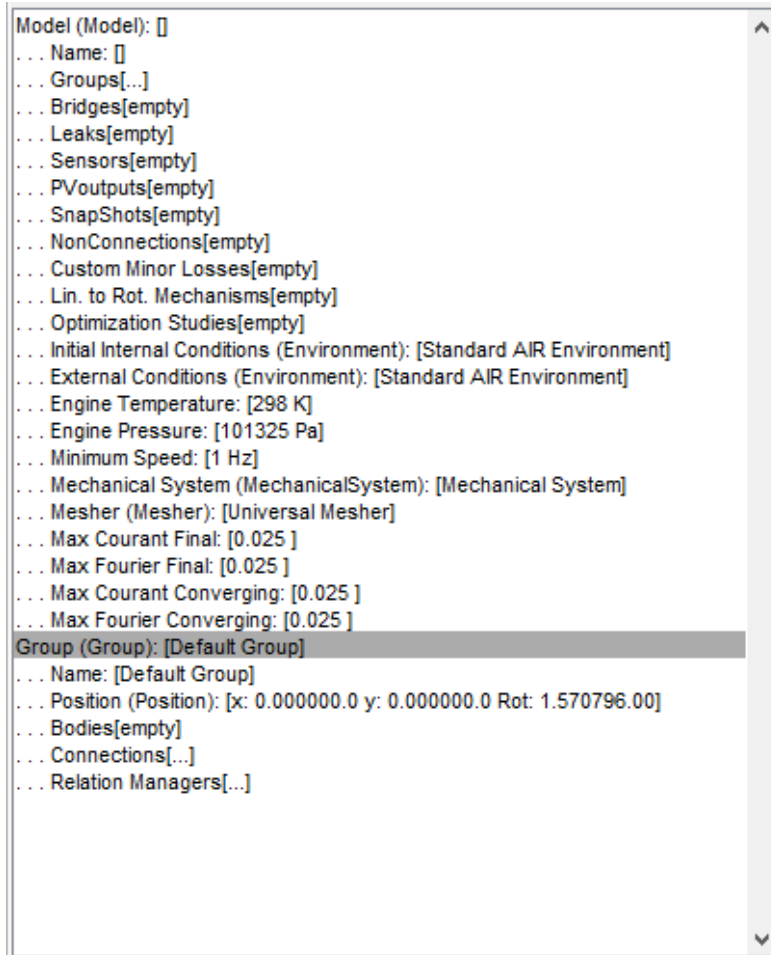 Model (Model): []
. . . Name: []
. . . Groups[...]
. . . Bridges[empty]
. . . Leaks[empty]
. . . Sensors[empty]
. . . PVoutputs[empty]
. . . SnapShots[empty]
. . . NonConnections[empty]
. . . Custom Minor Losses[empty]
. . . Lin. to Rot. Mechanisms[empty]
. . . Optimization Studies[empty]
. . . Initial Internal Conditions (Environment): [Standard AIR Environment]
. . . External Conditions (Environment): [Standard AIR Environment]
. . . Engine Temperature: [298 K]
. . . Engine Pressure: [101325 Pa]
. . . Minimum Speed: [1 Hz]
. . . Mechanical System (MechanicalSystem): [Mechanical System]
. . . Mesher (Mesher): [Universal Mesher]
. . . Max Courant Final: [0.025 ]
. . . Max Fourier Final: [0.025 ]
. . . Max Courant Converging: [0.025 ]
. . . Max Fourier Converging: [0.025 ]
Group (Group): [Default Group]
. . . Name: [Default Group]
. . . Position (Position): [x: 0.000000.0 y: 0.000000.0 Rot: 1.570796.00]
. . . Bodies[empty]
. . . Connections[...]
. . . Relation Managers[...]